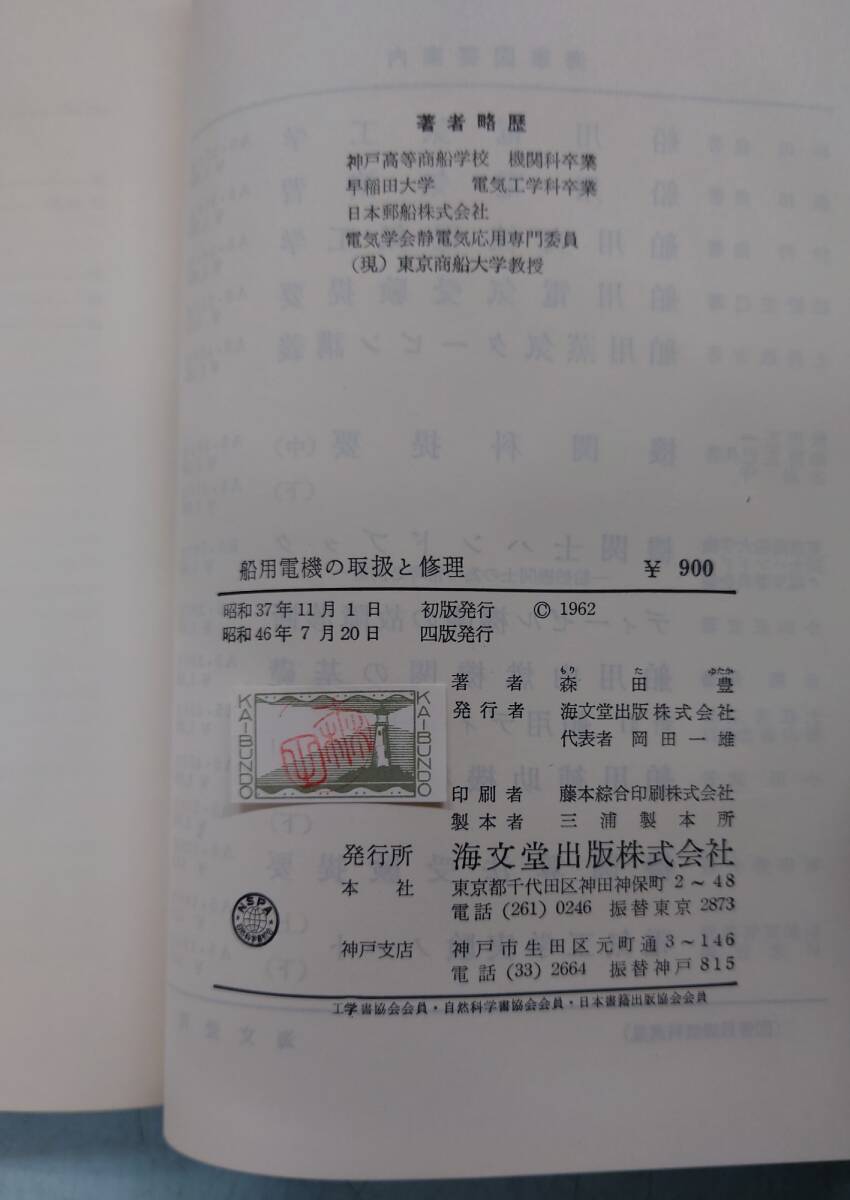 著者略歴
神戸高等商船学校 機関科卒業
早稲田大学 電気工学科卒業
日本郵船株式会社
電気学会静電気応用専門委員
（現）東京商船大学教授
船用電機の取扱と修理 ¥ 900
昭和37年11月1日 初版発行 © 1962
昭和46年7月20日 四版発行
著者 森田豊
もり た ゆたか
発行者 海文堂出版株式会社
代表者 岡田一雄
KAIBUNDO
KAIBUNDO
印刷者 藤本綜合印刷株式会社
製本者 三浦製本所
発行所 海文堂出版株式会社
本社 東京都千代田区神田神保町2～48
電話 (261) 0246 振替東京 2873
NSPA
神戸支店 神戸市生田区元町通3～146
電話 (33) 2664 振替神戸 815
工学書協会会員・自然科学書協会会員・日本書籍出版協会会員